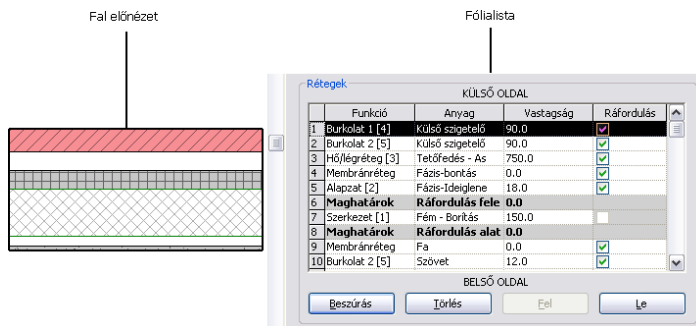 Fal előnézet
Fólialista
Rétegek
KÜLSŐ OLDAL
Funkció Anyag Vastagság Ráfordulás
1 Burkolat 1 [4] Külső szigetelő 90.0
2 Burkolat 2 [5] Külső szigetelő 90.0
3 Hő/légréteg [3] Tetőfedés - As 750.0
4 Membránréteg Fázis-bontás 0.0
5 Alapzat [2] Fázis-Ideiglene 18.0
6 Maghatárok Ráfordulás fele 0.0
7 Szerkezet [1] Fém - Borítás 150.0
8 Maghatárok Ráfordulás alat 0.0
9 Membránréteg Fa 0.0
10 Burkolat 2 [5] Szövet 12.0
BELSŐ OLDAL
Beszúrás Törlés Fel Le